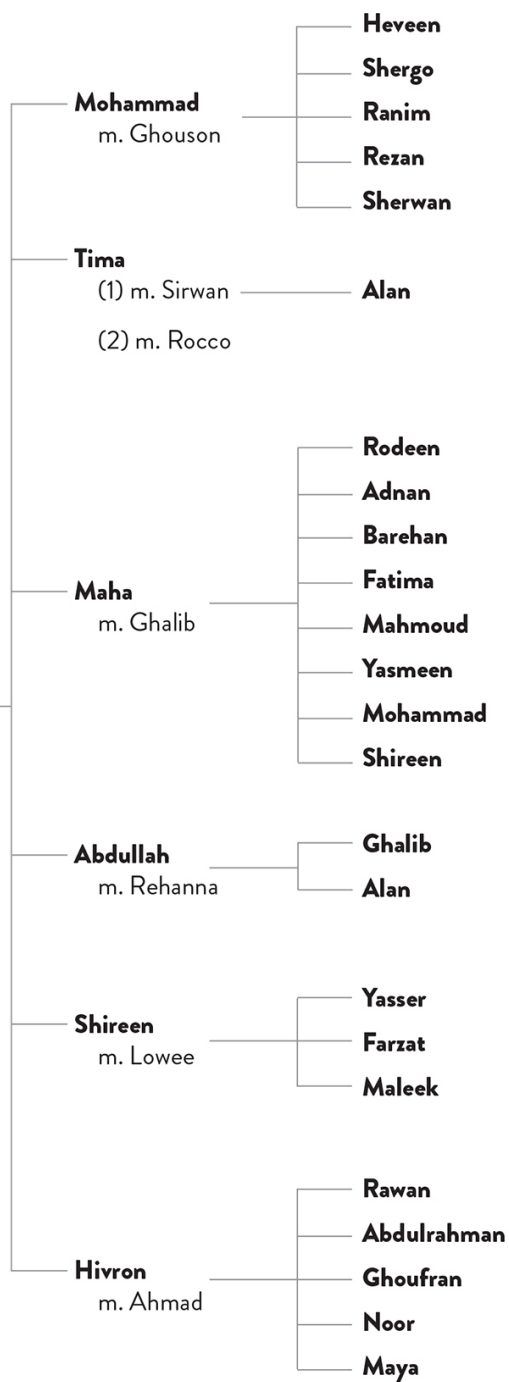 Mohammad
m. Ghouson
Heveen
Shergo
Ranim
Rezan
Sherwan
Tima
(1) m. Sirwan
Alan
(2) m. Rocco
Maha
m. Ghalib
Rodeen
Adnan
Barehan
Fatima
Mahmoud
Yasmeen
Mohammad
Shireen
Abdullah
m. Rehanna
Ghalib
Alan
Shireen
m. Lowee
Yasser
Farzat
Maleek
Hivron
m. Ahmad
Rawan
Abdulrahman
Ghoufran
Noor
Maya